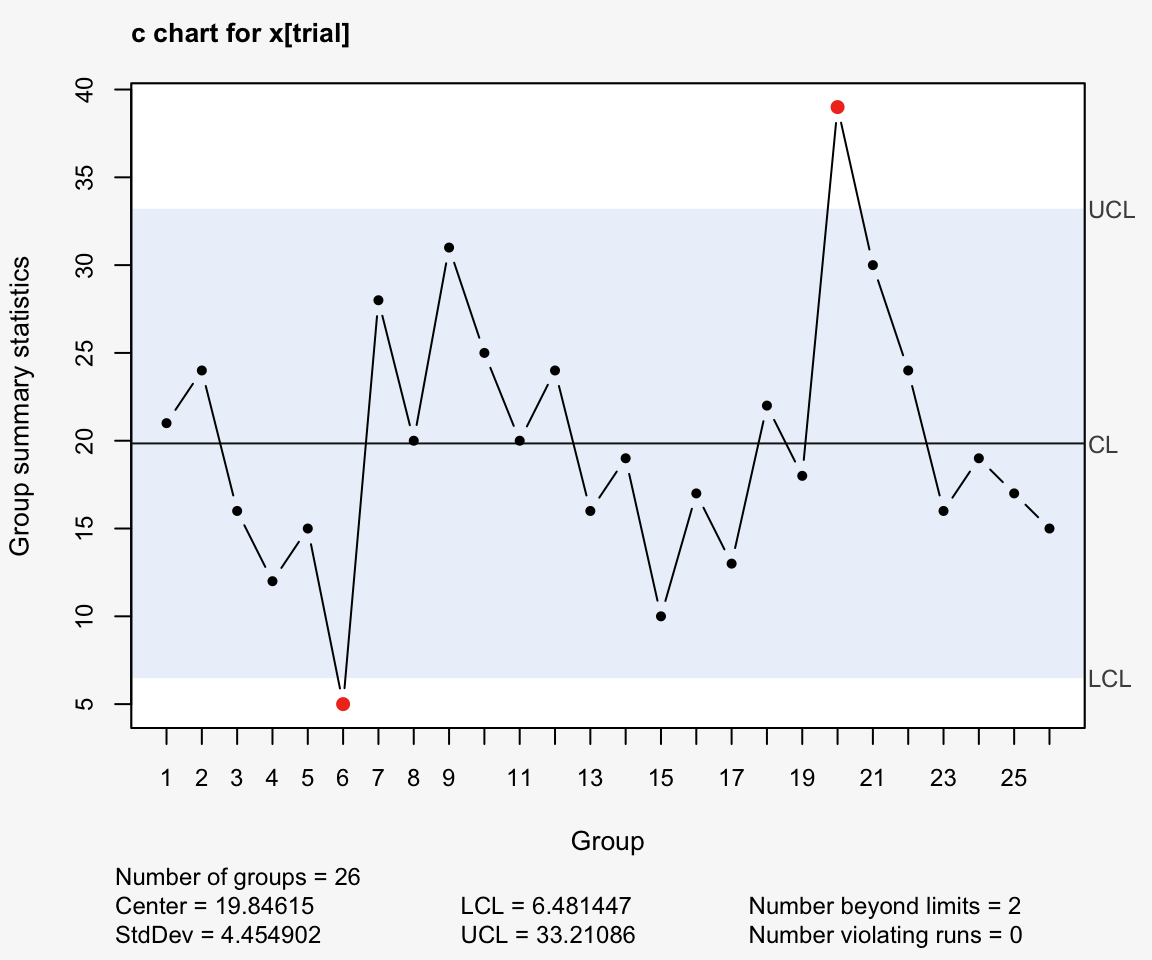 c chart for x[trial]
40
35
30
25
20
15
10
5
Group summary statistics
UCL
CL
LCL
1 2 3 4 5 6 7 8 9 11 13 15 17 19 21 23 25
Group
Number of groups = 26
Center = 19.84615 LCL = 6.481447 Number beyond limits = 2
StdDev = 4.454902 UCL = 33.21086 Number violating runs = 0